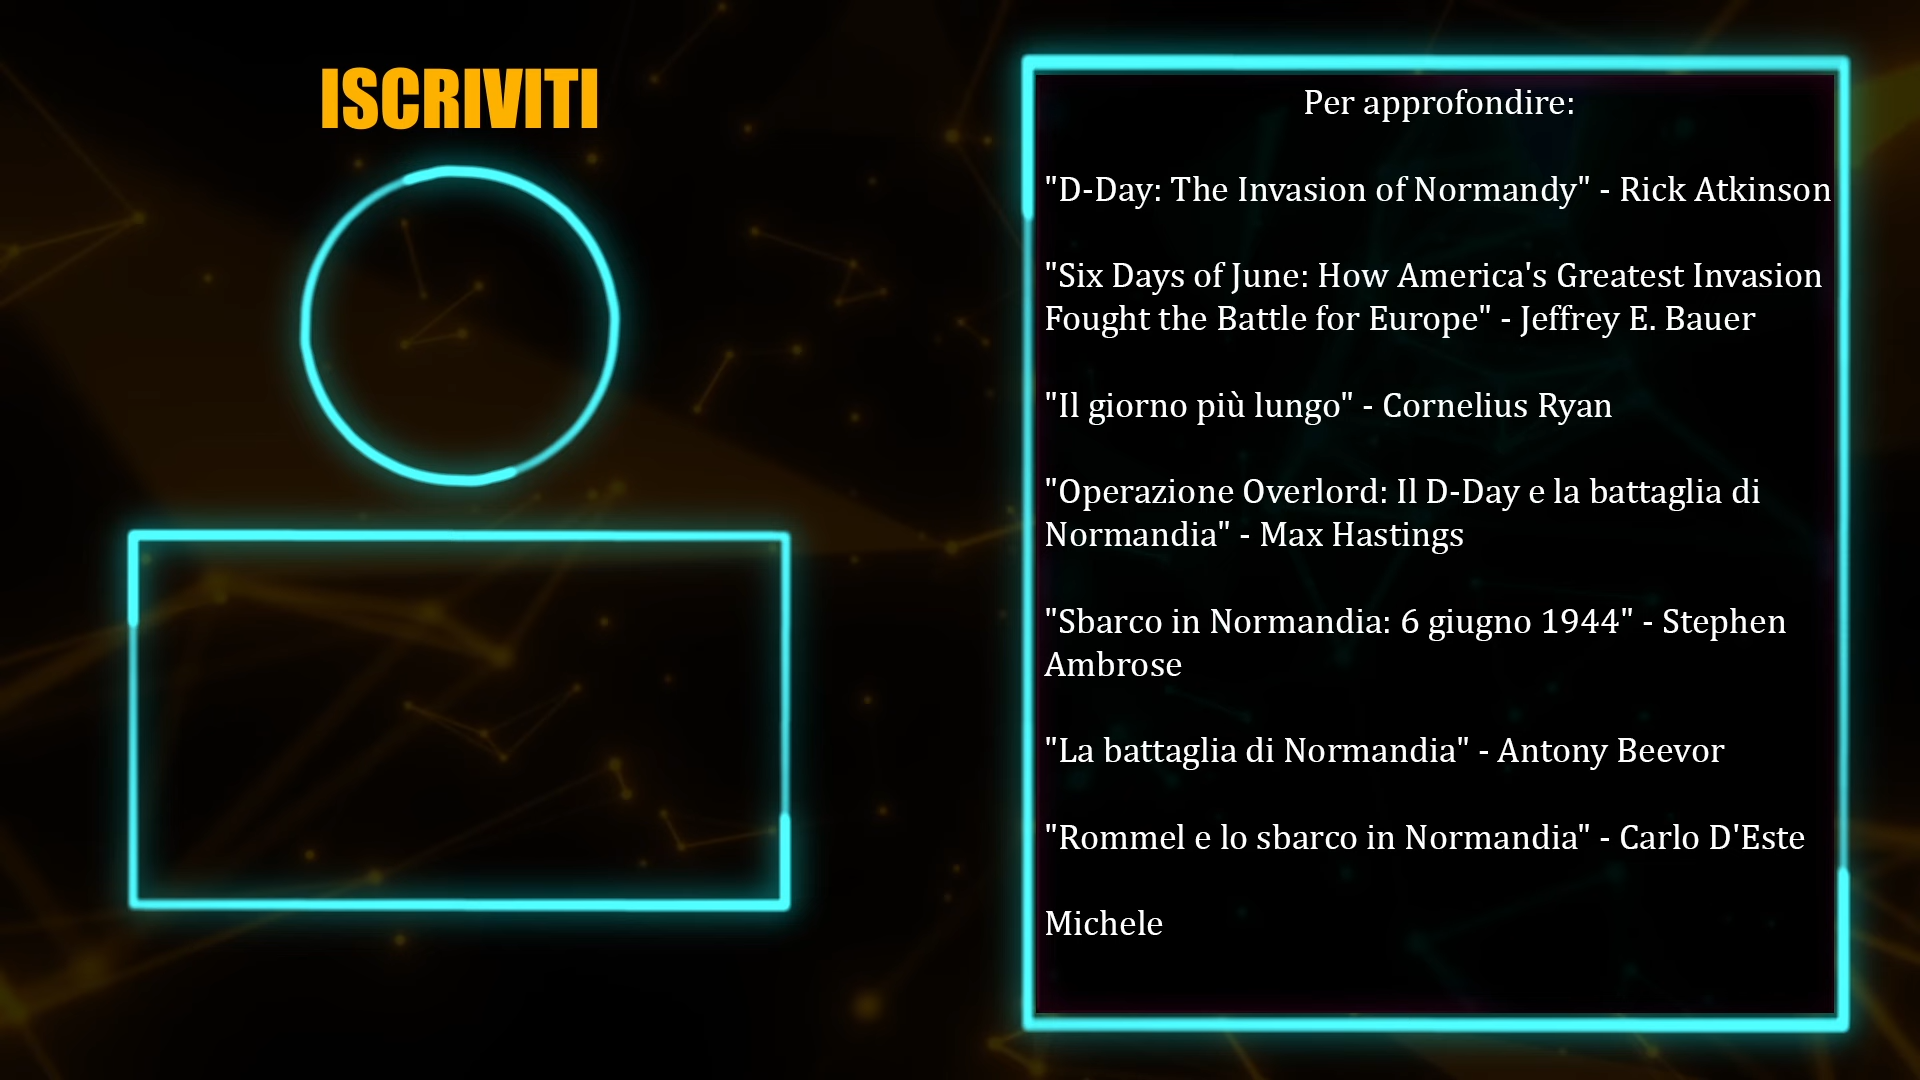 ISCRIVITI
Per approfondire:
"D-Day: The Invasion of Normandy" - Rick Atkinson
"Six Days of June: How America's Greatest Invasion
Fought the Battle for Europe" - Jeffrey E. Bauer
"Il giorno più lungo" - Cornelius Ryan
"Operazione Overlord: Il D-Day e la battaglia di
Normandia" - Max Hastings
"Sbarco in Normandia: 6 giugno 1944" - Stephen
Ambrose
"La battaglia di Normandia" - Antony Beevor
"Rommel e lo sbarco in Normandia" - Carlo D'Este
Michele